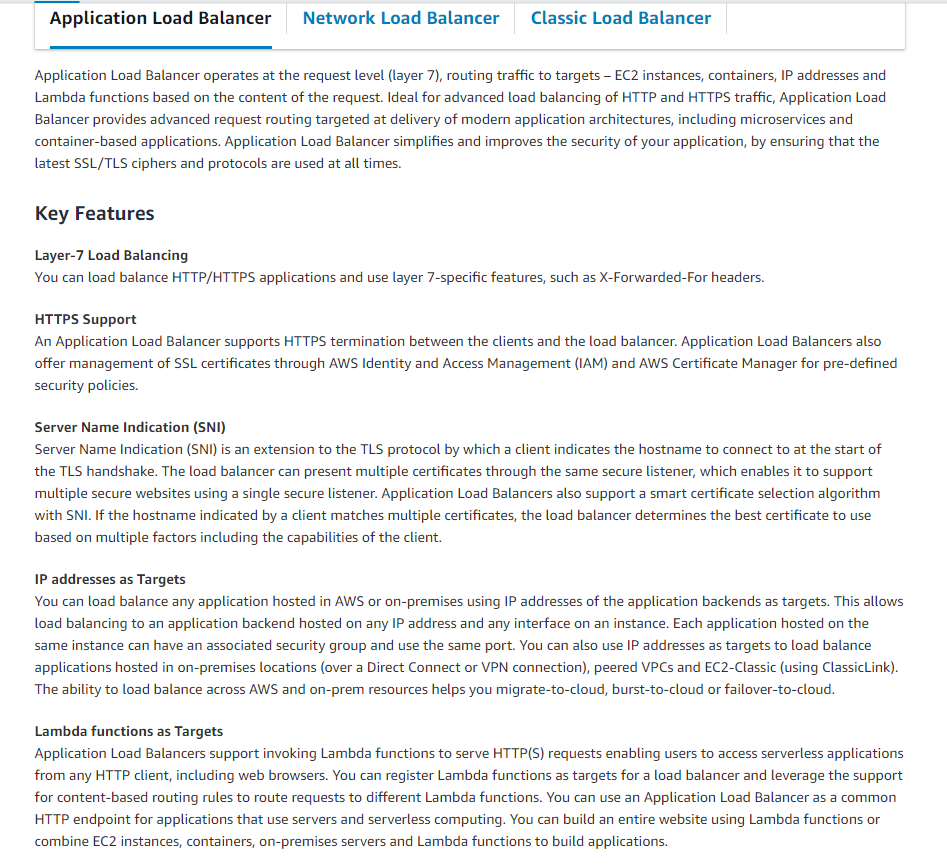 Application Load Balancer Network Load Balancer Classic Load Balancer
Application Load Balancer operates at the request level (layer 7), routing traffic to targets – EC2 instances, containers, IP addresses and
Lambda functions based on the content of the request. Ideal for advanced load balancing of HTTP and HTTPS traffic, Application Load
Balancer provides advanced request routing targeted at delivery of modern application architectures, including microservices and
container-based applications. Application Load Balancer simplifies and improves the security of your application, by ensuring that the
latest SSL/TLS ciphers and protocols are used at all times.
Key Features
Layer-7 Load Balancing
You can load balance HTTP/HTTPS applications and use layer 7-specific features, such as X-Forwarded-For headers.
HTTPS Support
An Application Load Balancer supports HTTPS termination between the clients and the load balancer. Application Load Balancers also
offer management of SSL certificates through AWS Identity and Access Management (IAM) and AWS Certificate Manager for pre-defined
security policies.
Server Name Indication (SNI)
Server Name Indication (SNI) is an extension to the TLS protocol by which a client indicates the hostname to connect to at the start of
the TLS handshake. The load balancer can present multiple certificates through the same secure listener, which enables it to support
multiple secure websites using a single secure listener. Application Load Balancers also support a smart certificate selection algorithm
with SNI. If the hostname indicated by a client matches multiple certificates, the load balancer determines the best certificate to use
based on multiple factors including the capabilities of the client.
IP addresses as Targets
You can load balance any application hosted in AWS or on-premises using IP addresses of the application backends as targets. This allows
load balancing to an application backend hosted on any IP address and any interface on an instance. Each application hosted on the
same instance can have an associated security group and use the same port. You can also use IP addresses as targets to load balance
applications hosted in on-premises locations (over a Direct Connect or VPN connection), peered VPCs and EC2-Classic (using ClassicLink).
The ability to load balance across AWS and on-prem resources helps you migrate-to-cloud, burst-to-cloud or failover-to-cloud.
Lambda functions as Targets
Application Load Balancers support invoking Lambda functions to serve HTTP(S) requests enabling users to access serverless applications
from any HTTP client, including web browsers. You can register Lambda functions as targets for a load balancer and leverage the support
for content-based routing rules to route requests to different Lambda functions. You can use an Application Load Balancer as a common
HTTP endpoint for applications that use servers and serverless computing. You can build an entire website using Lambda functions or
combine EC2 instances, containers, on-premises servers and Lambda functions to build applications.